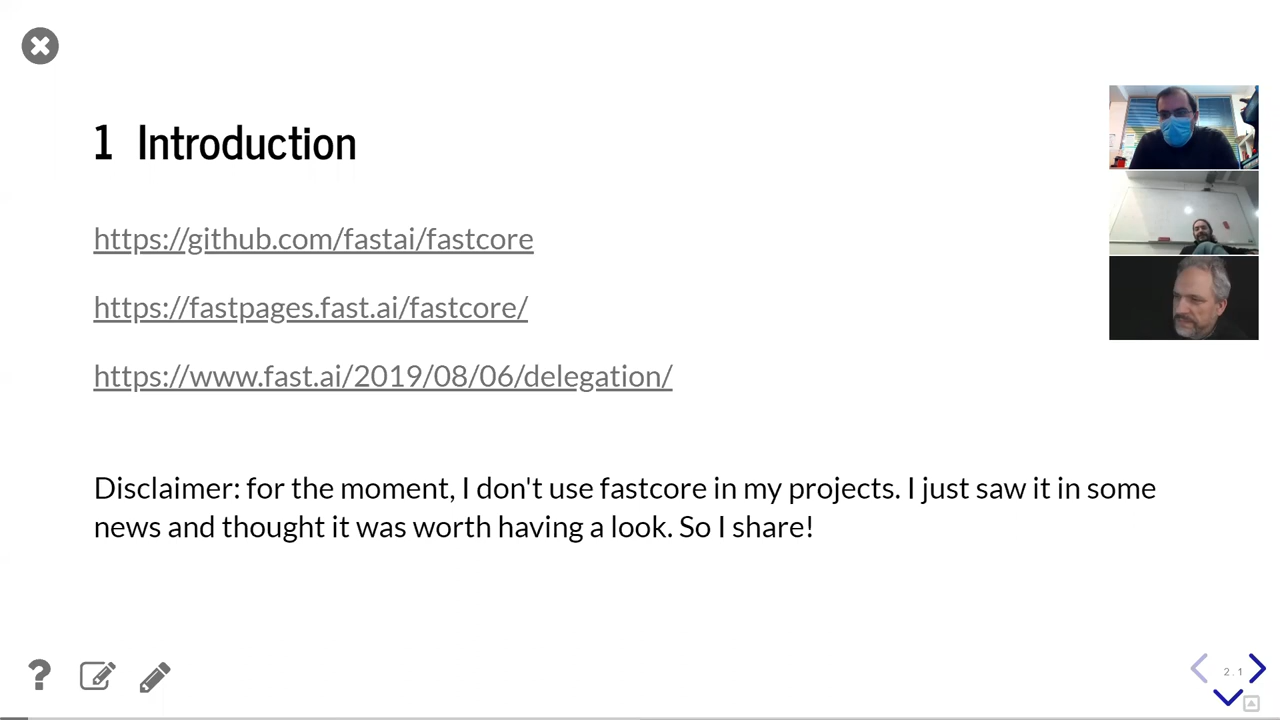 1 Introduction
https://github.com/fastai/fastcore
https://fastpages.fast.ai/fastcore/
https://www.fast.ai/2019/08/06/delegation/
Disclaimer: for the moment, I don't use fastcore in my projects. I just saw it in some
news and thought it was worth having a look. So I share!
?
2.1